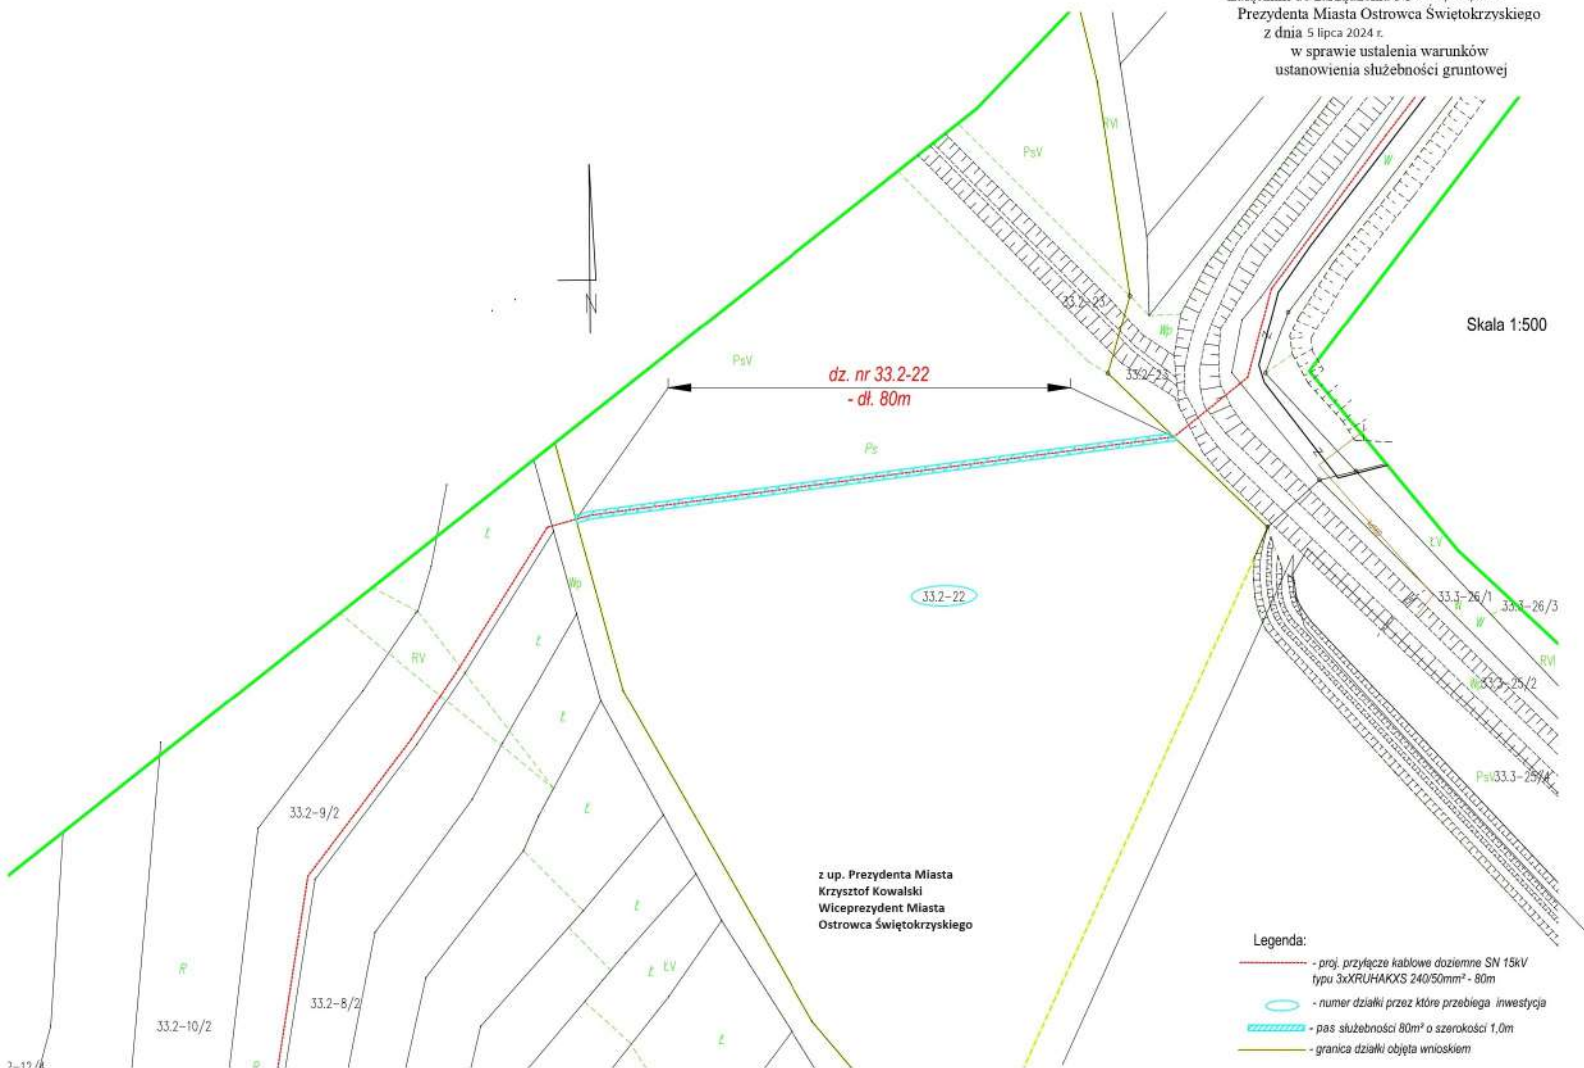 Prezydenta Miasta Ostrowca Świętokrzyskiego
z dnia 5 lipca 2024 r.
w sprawie ustalenia warunków
ustanowienia służebności gruntowej
RVI
PsV
W
33.2-23
Wp
Skala 1:500
PsV
dz. nr 33.2-22
- dł. 80m
33.2-23
Ps
Ł
ŁV
Wp
33.2-22
33.3-26/1
33.3-26/3
W
W
Ł
RV
RVI
33.3-25/2
Ł
PsV
33.3-25/4
Ł
33.2-9/2
z up. Prezydenta Miasta
Krzysztof Kowalski
Wiceprezydent Miasta
Ostrowca Świętokrzyskiego
Ł
R
Ł
ŁV
33.2-8/2
33.2-10/2
Ł
R
Legenda:
- proj. przyłącze kablowe doziemne SN 15kV
typu 3xXRUHAKXS 240/50mm² - 80m
- numer działki przez które przebiega inwestycja
- pas służebności 80m² o szerokości 1,0m
- granica działki objęta wnioskiem
N